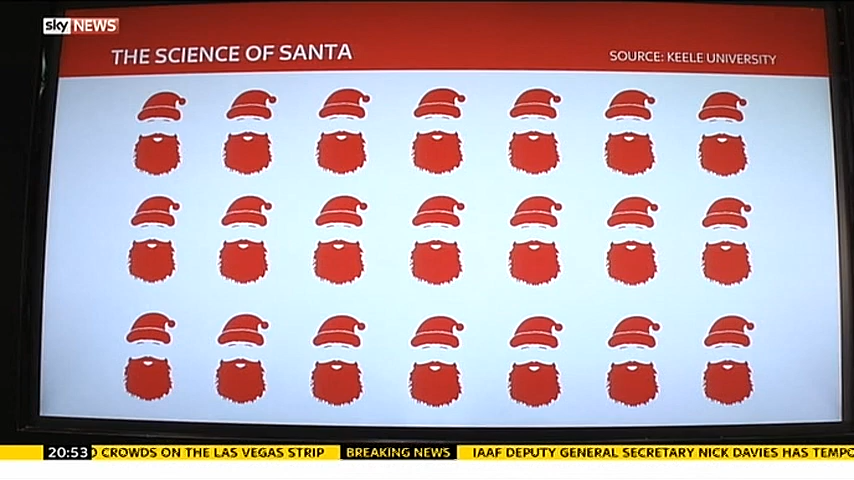 sky NEWS
THE SCIENCE OF SANTA
SOURCE: KEELE UNIVERSITY
20:53 CROWDS ON THE LAS VEGAS STRIP BREAKING NEWS IAAF DEPUTY GENERAL SECRETARY NICK DAVIES HAS TEMPO